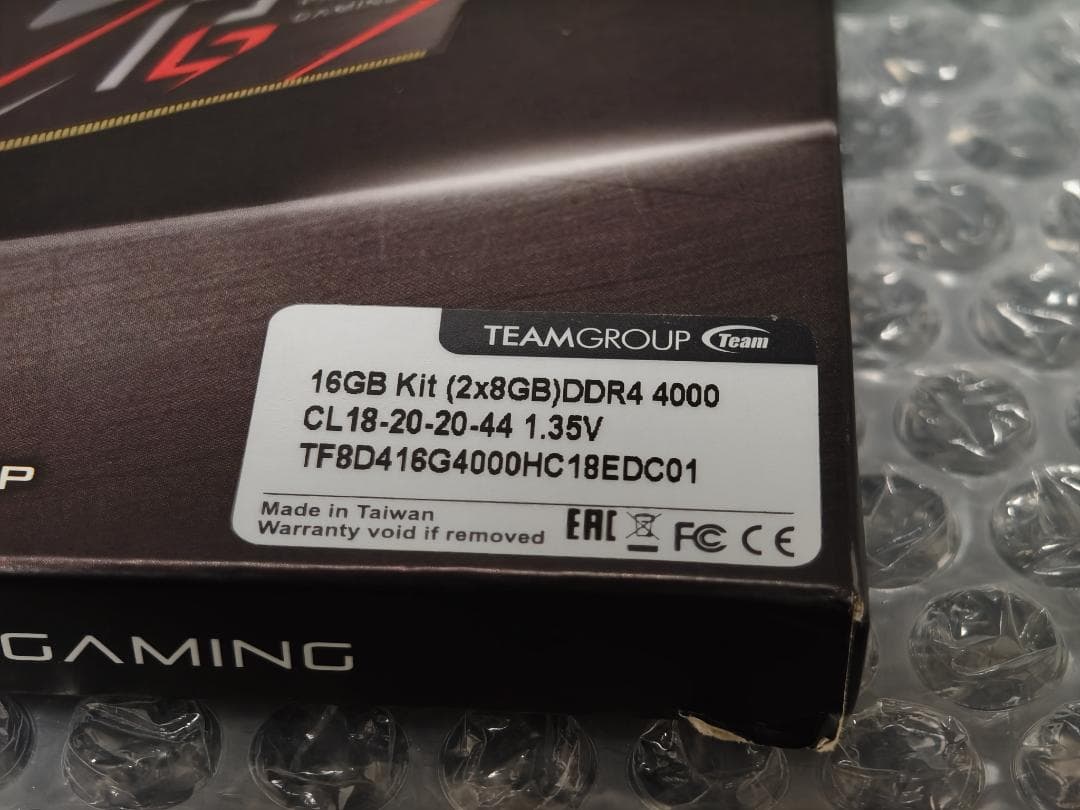 GAMING
TEAMGROUP Team
16GB Kit (2x8GB)DDR4 4000
CL18-20-20-44 1.35V
TF8D416G4000HC18EDC01
Made in Taiwan
Warranty void if removed
EAC FC CE
P
GAMING